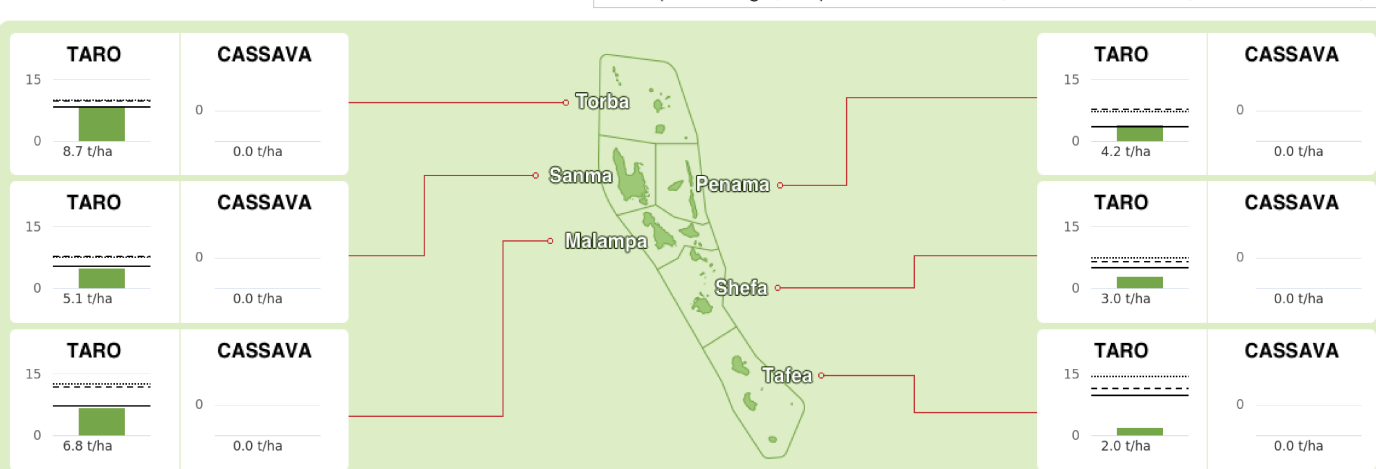 TARO CASSAVA
15
0
0
8.7 t/ha 0.0 t/ha
TARO CASSAVA
15
0
0
5.1 t/ha 0.0 t/ha
TARO CASSAVA
15
0
0
6.8 t/ha 0.0 t/ha
Torba
Sanma
Penama
Malampa
Shefa
Tafea
TARO CASSAVA
15
0
0
4.2 t/ha 0.0 t/ha
TARO CASSAVA
15
0
0
3.0 t/ha 0.0 t/ha
TARO CASSAVA
15
0
0
2.0 t/ha 0.0 t/ha